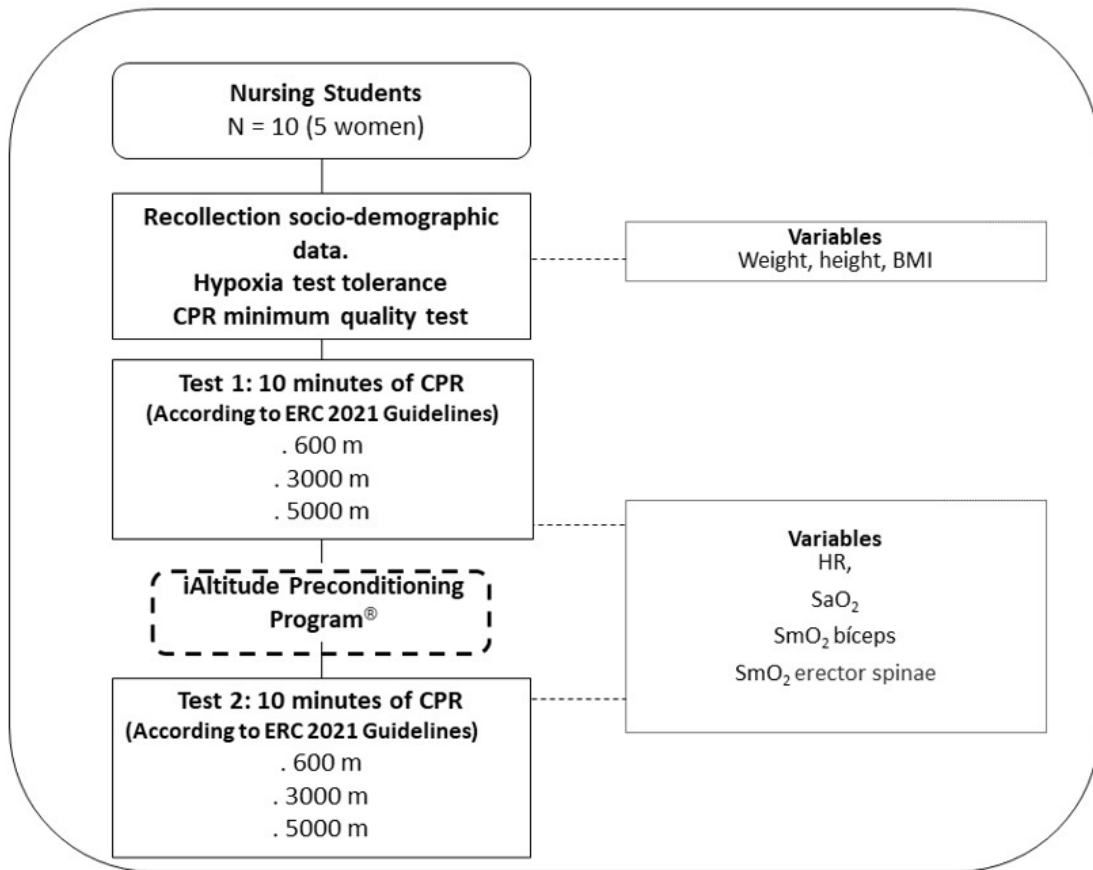 Nursing Students
N = 10 (5 women)
Recollection socio-demographic
data.
Hypoxia test tolerance
CPR minimum quality test
Variables
Weight, height, BMI
Test 1: 10 minutes of CPR
(According to ERC 2021 Guidelines)
. 600 m
. 3000 m
. 5000 m
Variables
HR,
SaO₂
SmO₂ bíceps
SmO₂ erector spinae
iAltitude Preconditioning
Program®
Test 2: 10 minutes of CPR
(According to ERC 2021 Guidelines)
. 600 m
. 3000 m
. 5000 m